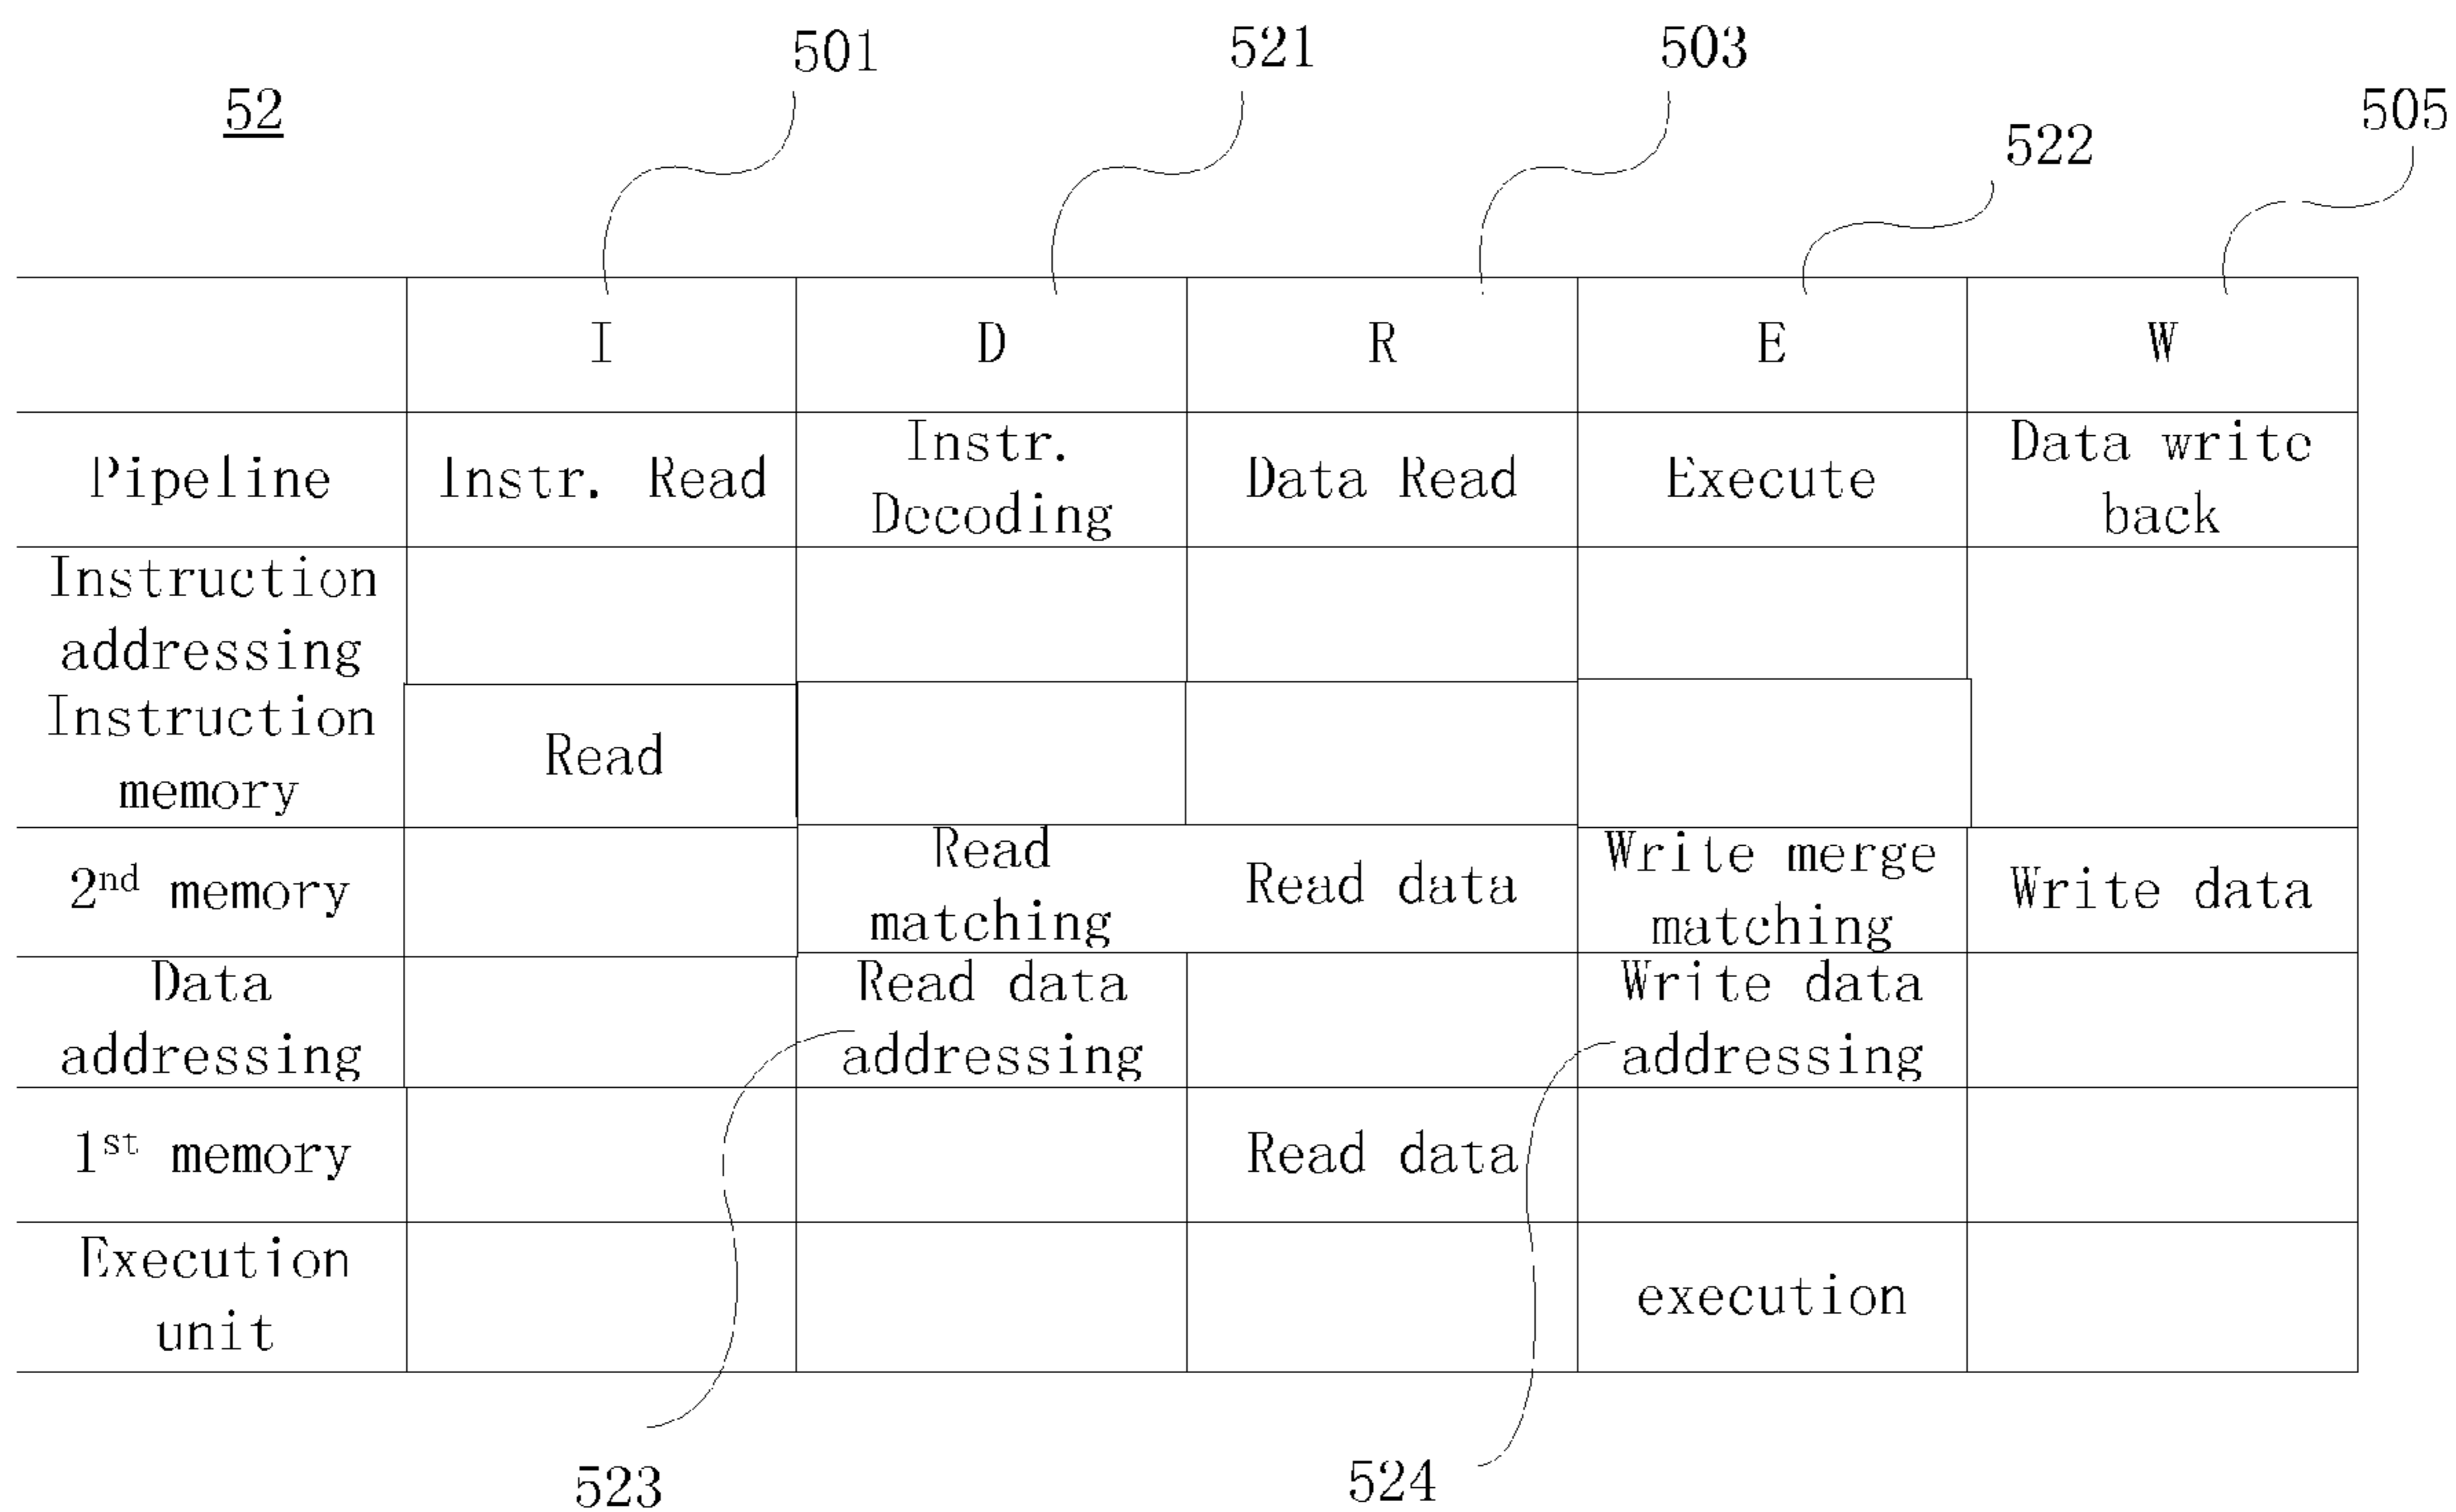 501
521
503
505
52
522
I
D
R
E
W
Pipeline
Instr. Read
Instr.
Decoding
Data Read
Execute
Data write
back
Instruction
addressing
Instruction
memory
Read
2nd memory
Read
matching
Read data
Write merge
matching
Write data
Data
addressing
Read data
addressing
Write data
addressing
1st memory
Read data
Execution
unit
execution
523
524